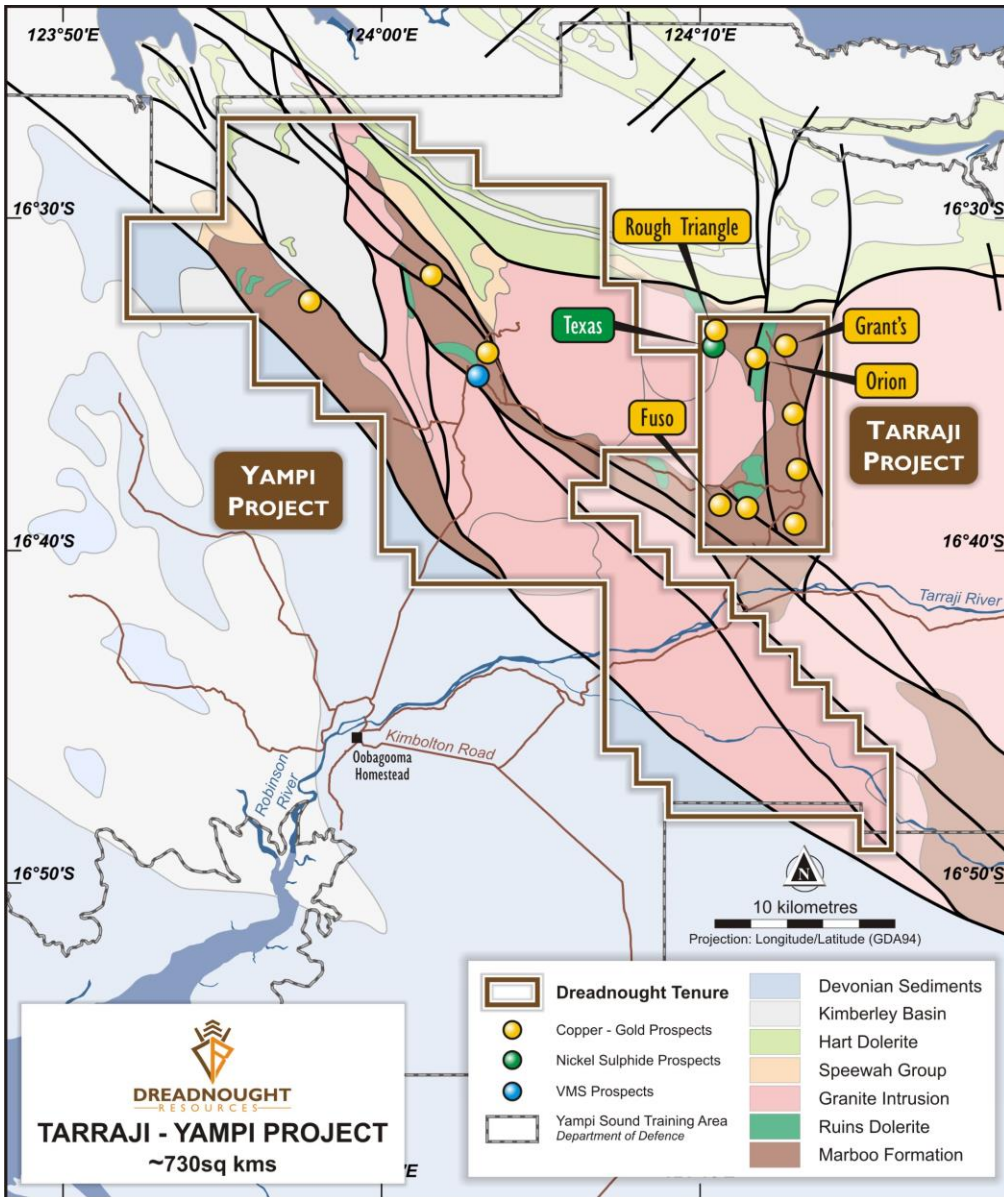 123°50'E
124°00'E
124°10'E
16°30'S
16°30'S
Rough Triangle
Texas
Grant's
Orion
Fuso
TARRAJI
PROJECT
YAMPI
PROJECT
16°40'S
16°40'S
Tarraji River
Kimbolton Road
Oobagooma
Homestead
Robinson
River
16°50'S
16°50'S
N
10 kilometres
Projection: Longitude/Latitude (GDA94)
DREADNOUGHT
RESOURCES
TARRAJI - YAMPI PROJECT
~730sq kms
Dreadnought Tenure
Copper - Gold Prospects
Nickel Sulphide Prospects
VMS Prospects
Yampi Sound Training Area
Department of Defence
Devonian Sediments
Kimberley Basin
Hart Dolerite
Speewah Group
Granite Intrusion
Ruins Dolerite
Marboo Formation